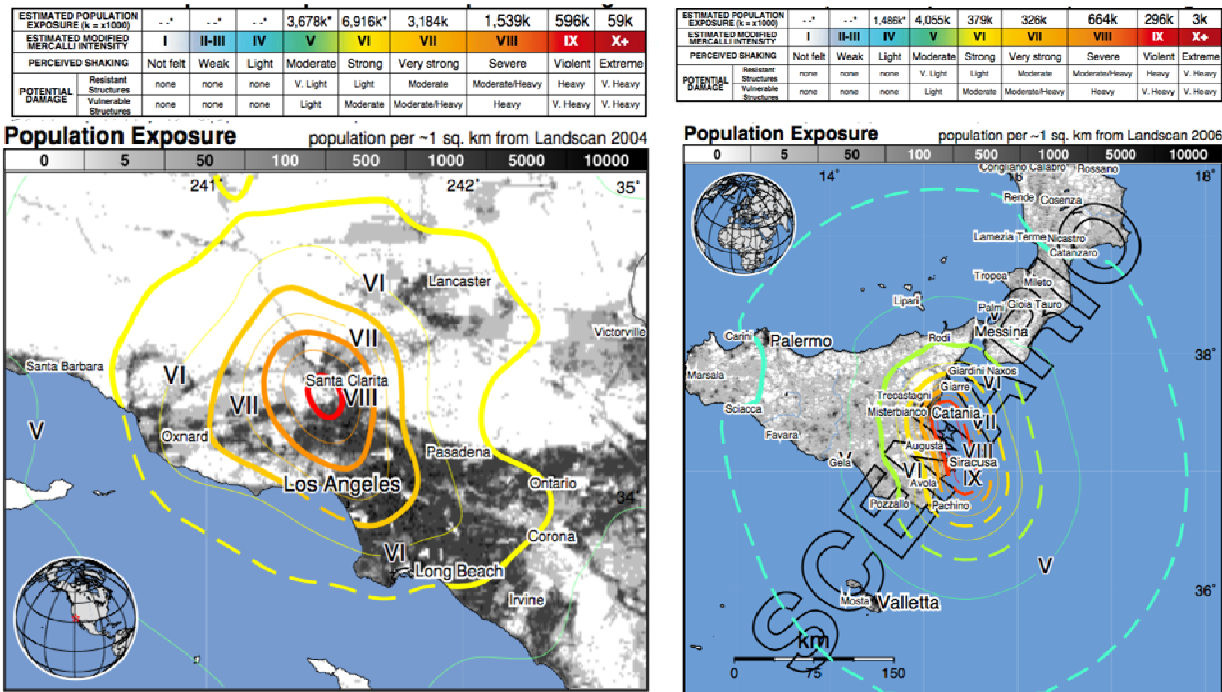 ESTIMATED POPULATION EXPOSURE (k = x1000) --* --* --* 3,678k* 6,916k* 3,184k 1,539k 596k 59k
ESTIMATED MODIFIED MERCALLI INTENSITY I II-III IV V VI VII VIII IX X+
PERCEIVED SHAKING Not felt Weak Light Moderate Strong Very strong Severe Violent Extreme
POTENTIAL DAMAGE
Resistant Structures none none none V. Light Light Moderate Moderate/Heavy Heavy V. Heavy
Vulnerable Structures none none none Light Moderate Moderate/Heavy Heavy V. Heavy V. Heavy
Population Exposure
population per ~1 sq. km from Landscan 2004
0 5 50 100 500 1000 5000 10000
241° 242° 35°
VI
Lancaster
VII
Victorville
Santa Barbara
VI
Santa Clarita
VII
VIII
V
Oxnard
Pasadena
Los Angeles
Ontario
34
Corona
VI
Long Beach
Irvine
ESTIMATED POPULATION EXPOSURE (k = x1000) --* --* 1,486k* 4,055k 379k 326k 664k 296k 3k
ESTIMATED MODIFIED MERCALLI INTENSITY I II-III IV V VI VII VIII IX X+
PERCEIVED SHAKING Not felt Weak Light Moderate Strong Very strong Severe Violent Extreme
POTENTIAL DAMAGE
Resistant Structures none none none V. Light Light Moderate Moderate/Heavy Heavy V. Heavy
Vulnerable Structures none none none Light Moderate Moderate/Heavy Heavy V. Heavy V. Heavy
Population Exposure
population per ~1 sq. km from Landscan 2006
0 5 50 100 500 1000 5000 10000
14° 16 18°
Corigliano Calabro
Rossano
Rende
Cosenza
Lamezia Terme
Nicastro
Catanzaro
Tropea
Mileto
Lipari
Palmi
Gioia Tauro
V
Messina
Carini
Palermo
Rodi
38°
Marsala
Giardini Naxos
VI
Giarre
Trecastagni
Sciacca
Misterbianco
Catania
VII
Favara
Augusta
VIII
Gela
V
VI
Siracusa
Avola
IX
Pozzallo
Pachino
V
36°
Mosta
Valletta
km
0 75 150
SCENARIO